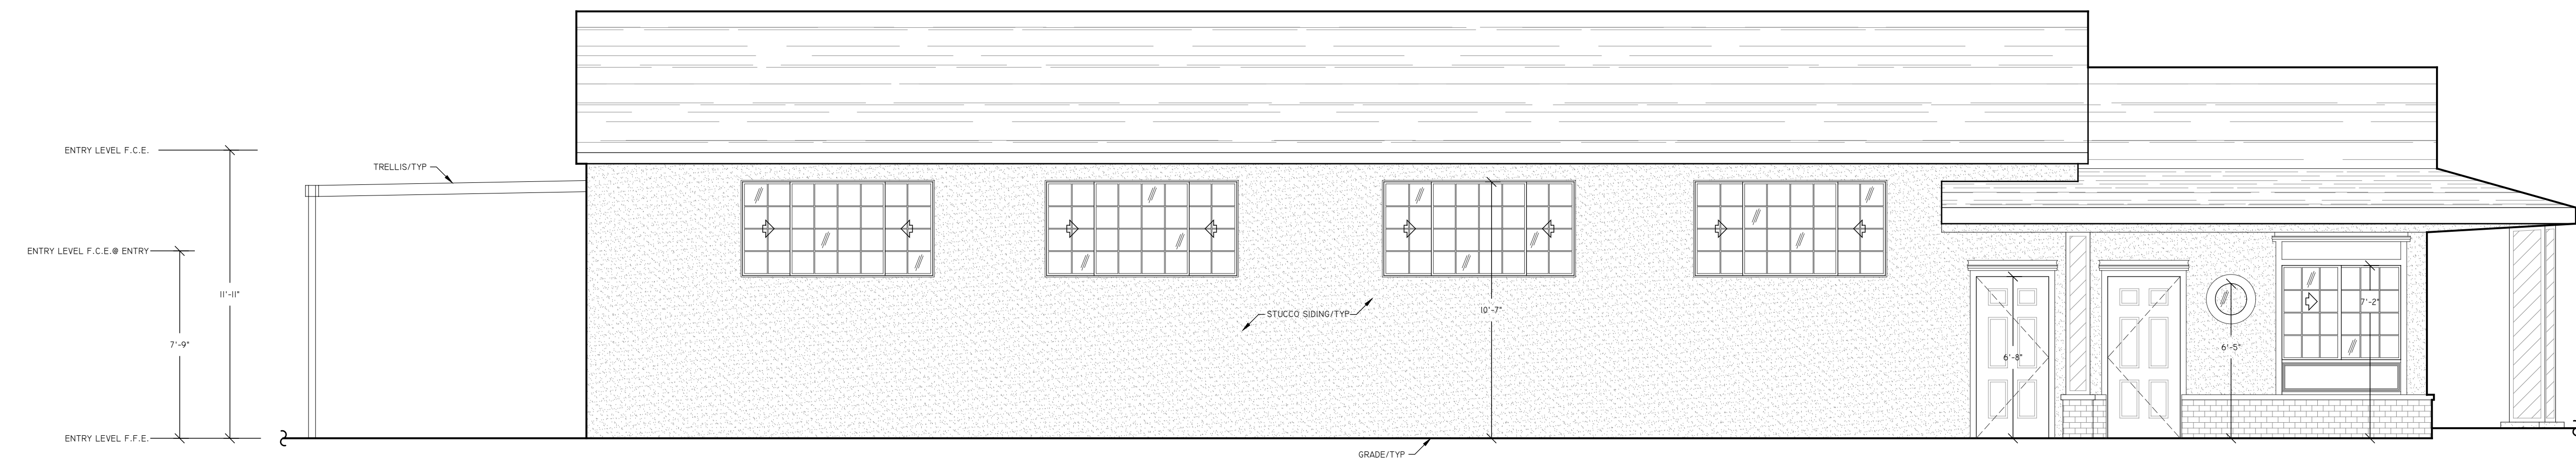 ENTRY LEVEL F.C.E.
TRELLIS/TYP
ENTRY LEVEL F.C.E.@ ENTRY
11'-11"
7'-9"
STUCCO SIDING/TYP
10'-7"
7'-2"
6'-5"
6'-8"
ENTRY LEVEL F.F.E.
GRADE/TYP